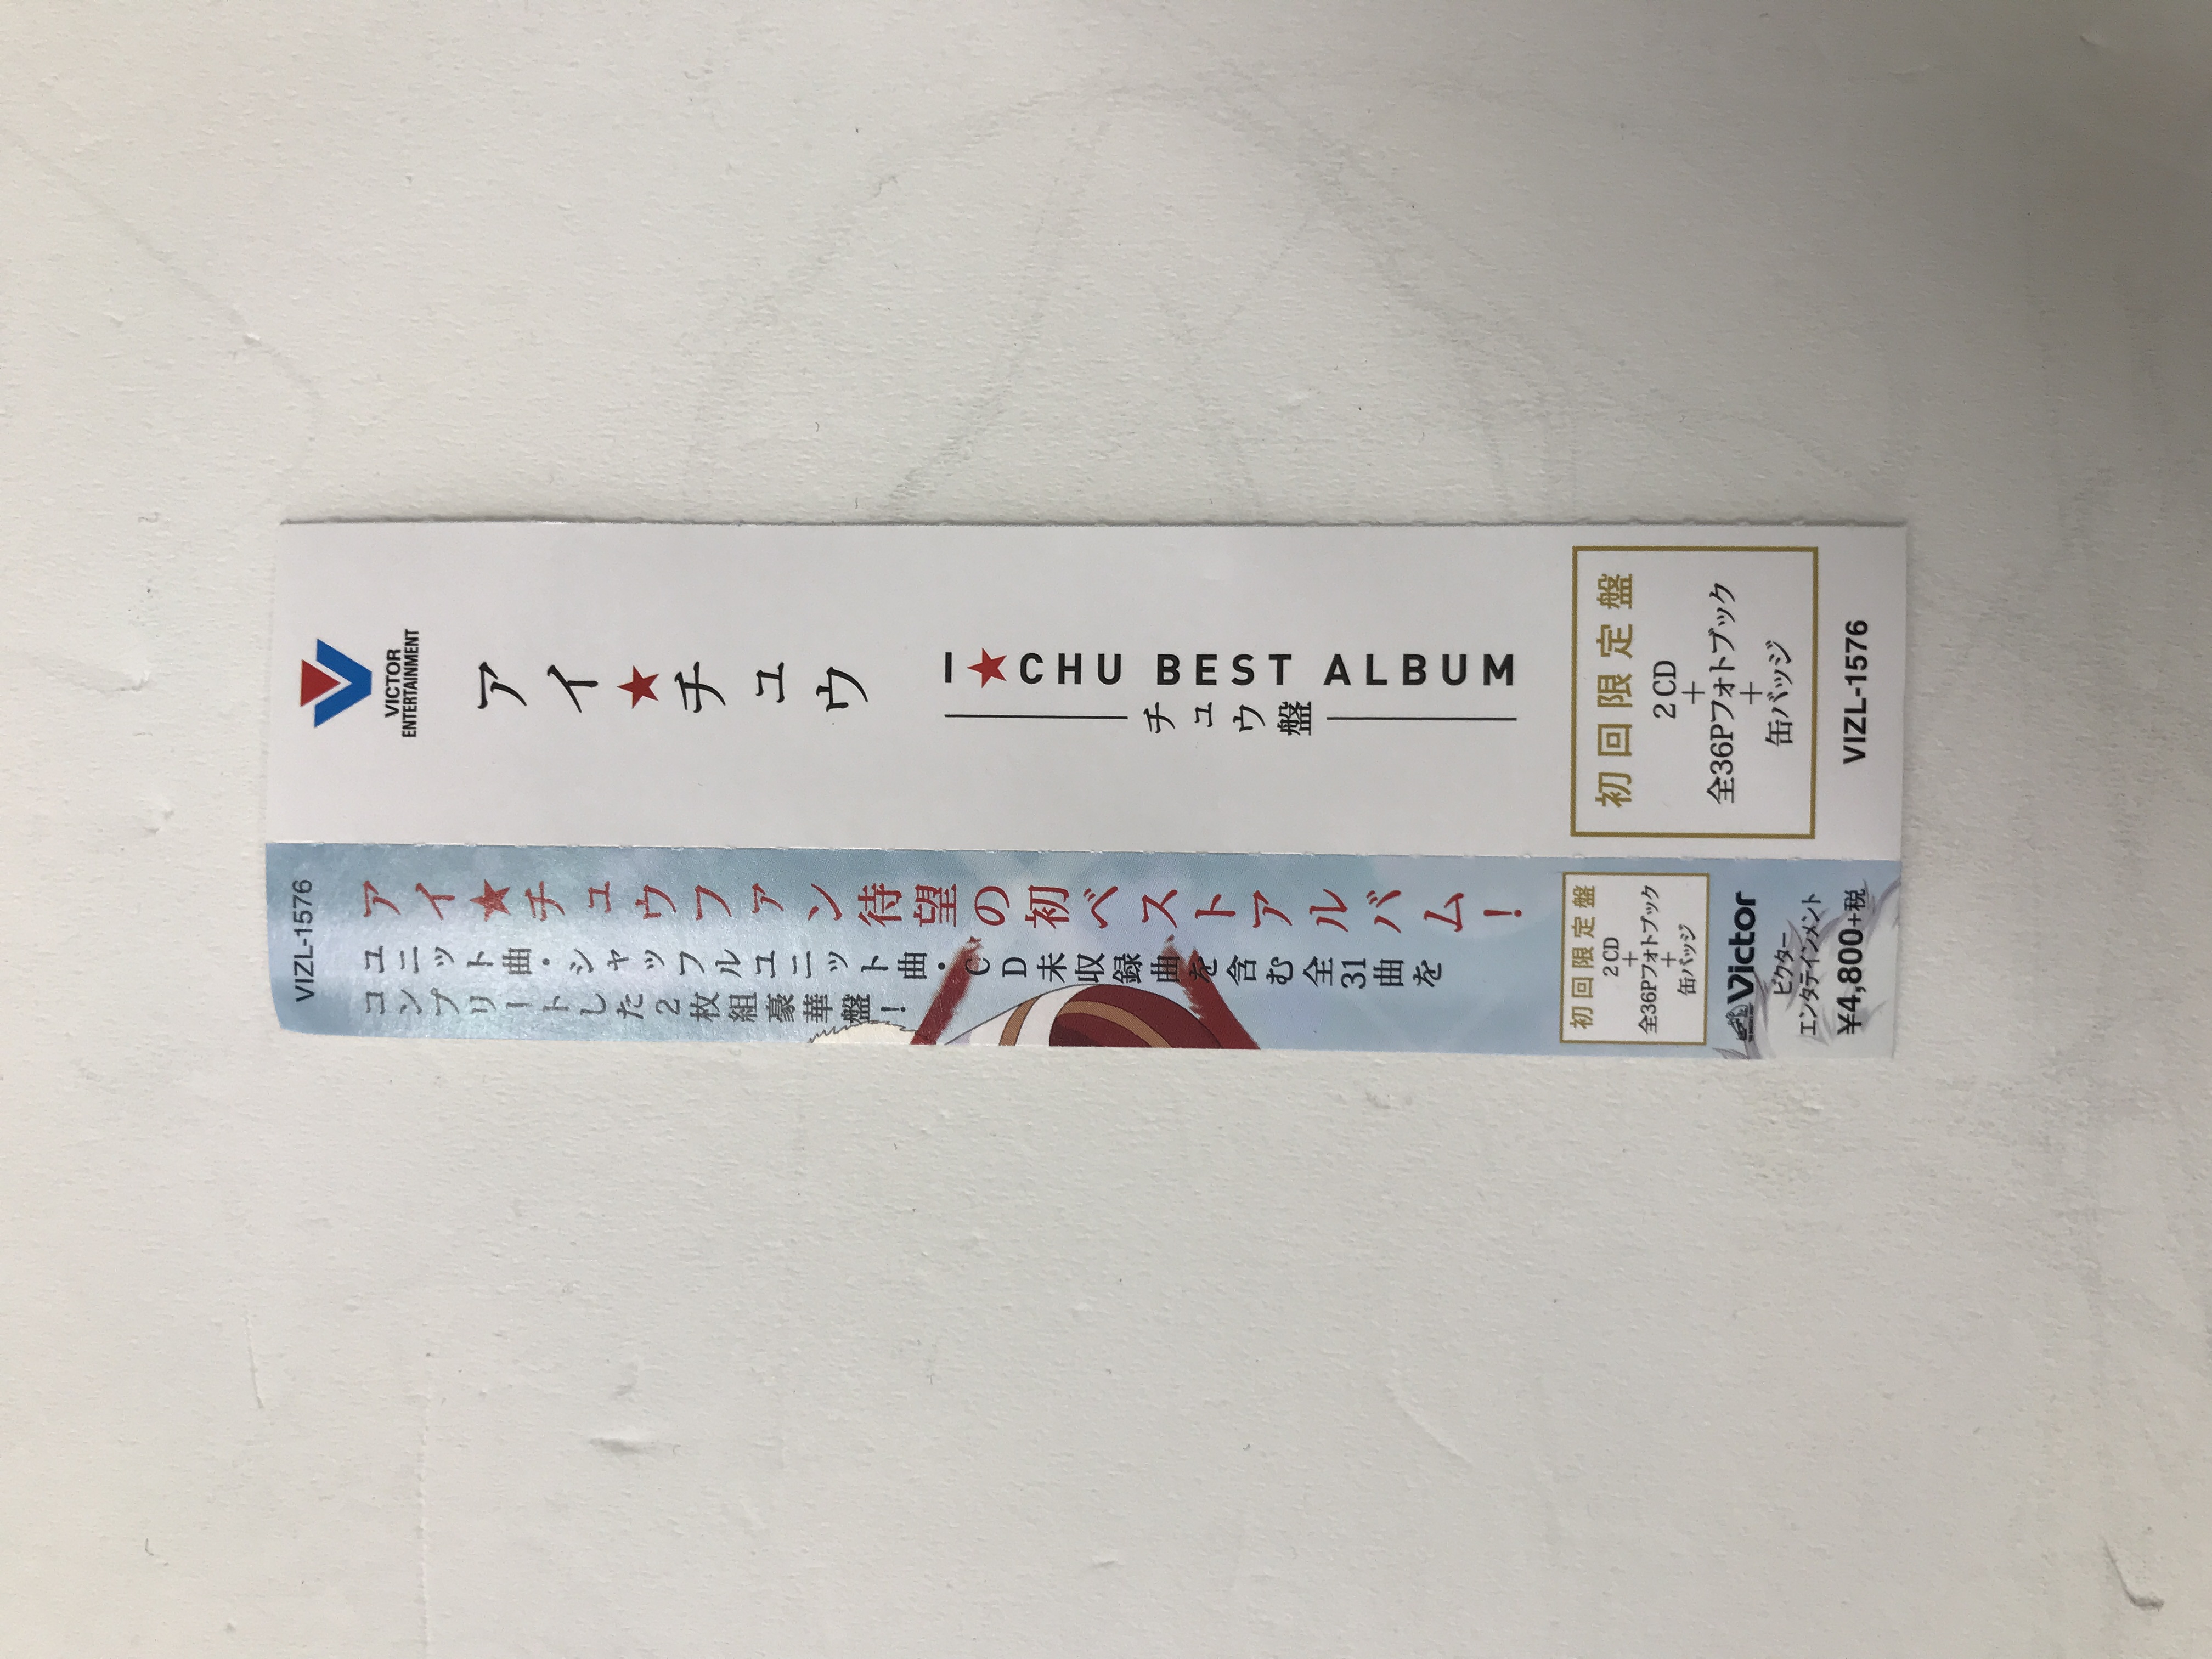 VICTOR
ENTERTAINMENT
アイ★チュウ
I★CHU BEST ALBUM
チュウ盤
初回限定盤
2CD
+
全36Pフォトブック
+
缶バッジ
VIZL-1576
VIZL-1576
アイ★チュウファン待望の初ベストアルバム!
ユニット曲・シャッフルユニット曲・CD未収録曲を含む全31曲を
コンプリートした2枚組豪華盤!!
初回限定盤
2CD
+
全36Pフォトブック
+
缶バッジ
Victor
ビクター
エンタテインメント
¥4,800+税